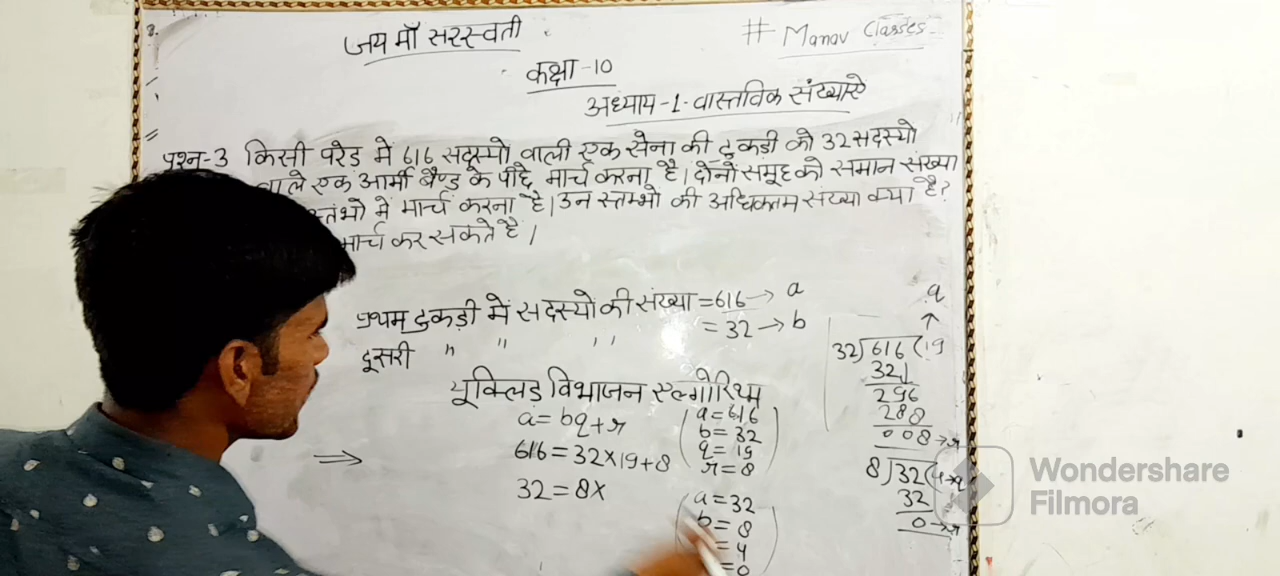 जय माँ सरस्वती
# Manav Classes
कक्षा-10
अध्याय-1.वास्तविक संख्याऐ
प्रश्न-3 किसी परेड मे 616 सदस्यो वाली एक सेना की टुकड़ी को 32 सदस्यो
वाले एक आर्मी बैण्ड के पीछे मार्च करना है। दोनो समूह को समान संख्या
स्तंभो मे मार्च करना है। उन स्तम्भो की अधिकतम संख्या क्या है?
मार्च कर सकते है।
प्रथम टुकड़ी में सदस्यो की संख्या = 616 → a
दूसरी " " " = 32 → b
यूक्लिड विभाजन एल्गोरिथ्म
a = bq + r
616 = 32 × 19 + 8
32 = 8 ×
a = 616
b = 32
q = 19
r = 8
a = 32
b = 8
= 4
= 0
q
↑
32) 616 ( 19
321
296
288
008 → r
8) 32 ( 4 → q
32
0 → r
Wondershare
Filmora